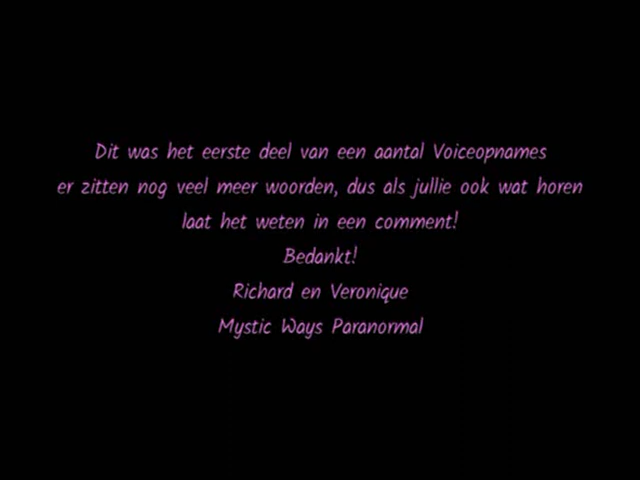 Dit was het eerste deel van een aantal Voiceopnames
er zitten nog veel meer woorden, dus als jullie ook wat horen
laat het weten in een comment!
Bedankt!
Richard en Veronique
Mystic Ways Paranormal